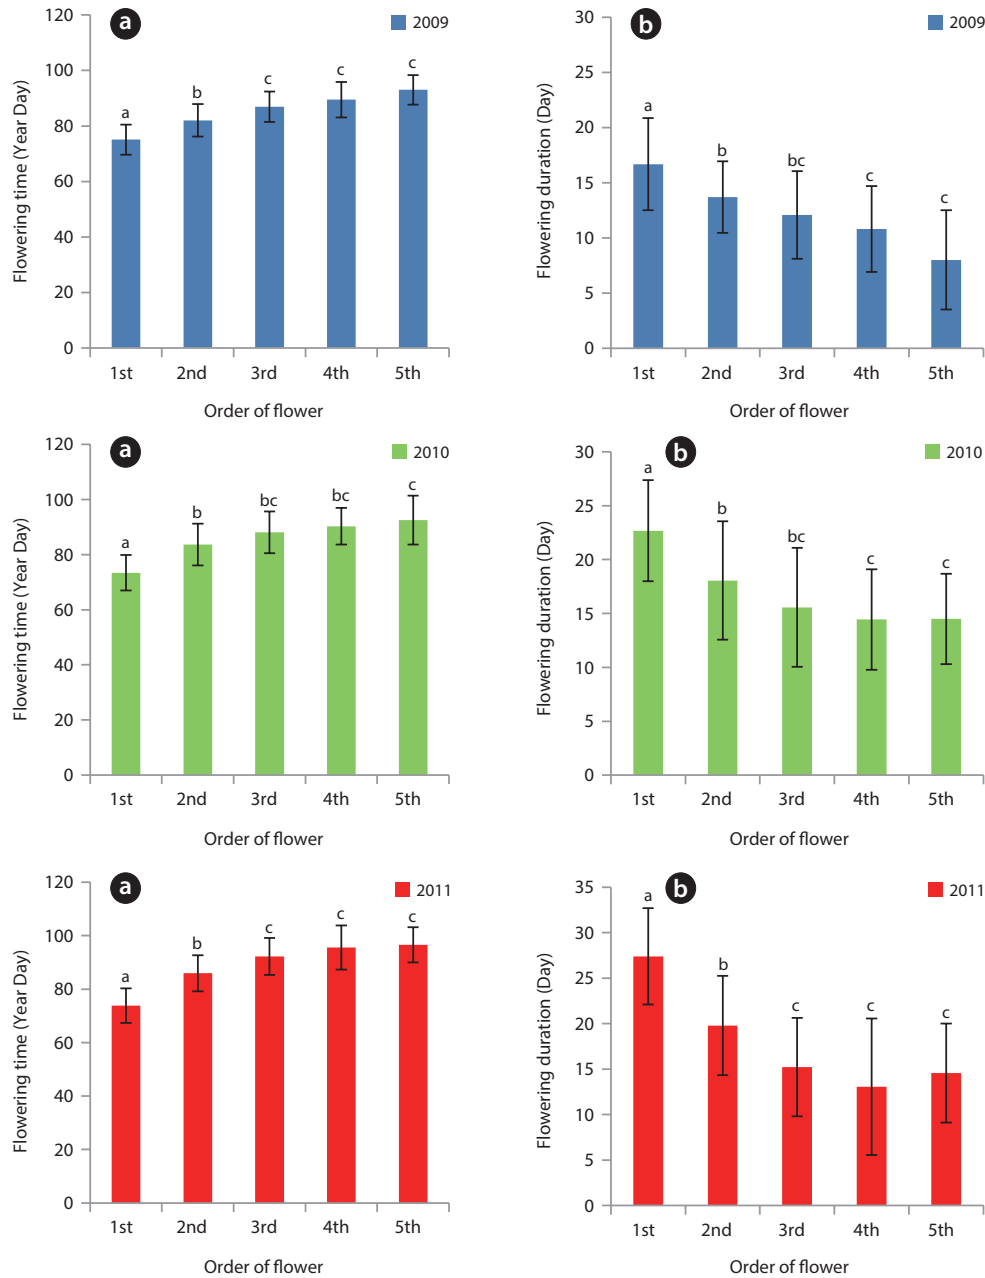 a
2009
Flowering time (Year Day)
120
100
80
60
40
20
0
a
b
c
c
c
1st 2nd 3rd 4th 5th
Order of flower
b
2009
Flowering duration (Day)
30
25
20
15
10
5
0
a
b
bc
c
c
1st 2nd 3rd 4th 5th
Order of flower
a
2010
Flowering time (Year Day)
120
100
80
60
40
20
0
a
b
bc
bc
c
1st 2nd 3rd 4th 5th
Order of flower
b
2010
Flowering duration (Day)
30
25
20
15
10
5
0
a
b
bc
c
c
1st 2nd 3rd 4th 5th
Order of flower
a
2011
Flowering time (Year Day)
120
100
80
60
40
20
0
a
b
c
c
c
1st 2nd 3rd 4th 5th
Order of flower
b
2011
Flowering duration (Day)
35
30
25
20
15
10
5
0
a
b
c
c
c
1st 2nd 3rd 4th 5th
Order of flower